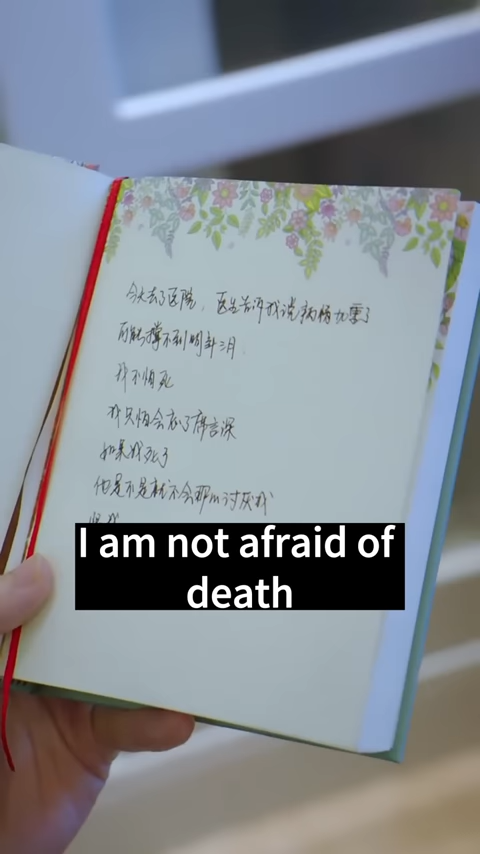 今天去了医院，医生告诉我说病情加重了
可能撑不到明年三月
我不怕死
我只怕会忘了席言深
如果我死了
他是不是就不会那么讨厌我
I am not afraid of
death